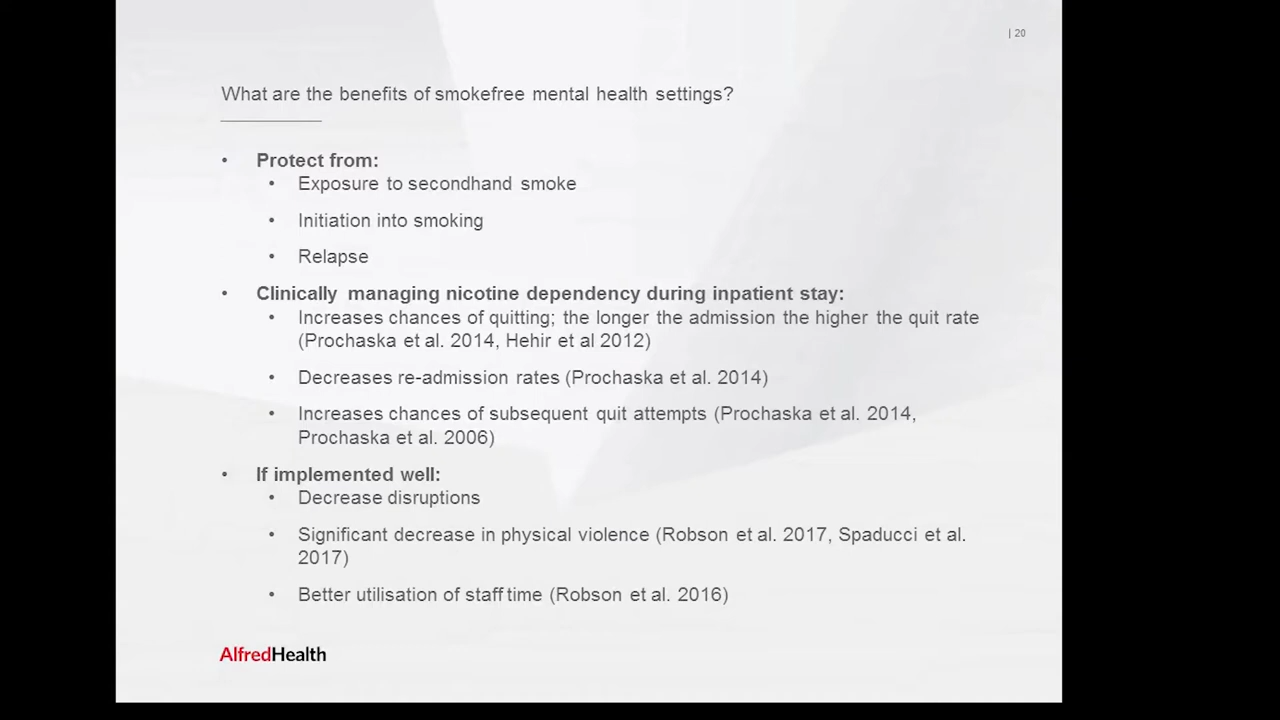 | 20
What are the benefits of smokefree mental health settings?
• Protect from:
• Exposure to secondhand smoke
• Initiation into smoking
• Relapse
• Clinically managing nicotine dependency during inpatient stay:
• Increases chances of quitting; the longer the admission the higher the quit rate
(Prochaska et al. 2014, Hehir et al 2012)
• Decreases re-admission rates (Prochaska et al. 2014)
• Increases chances of subsequent quit attempts (Prochaska et al. 2014,
Prochaska et al. 2006)
• If implemented well:
• Decrease disruptions
• Significant decrease in physical violence (Robson et al. 2017, Spaducci et al.
2017)
• Better utilisation of staff time (Robson et al. 2016)
AlfredHealth